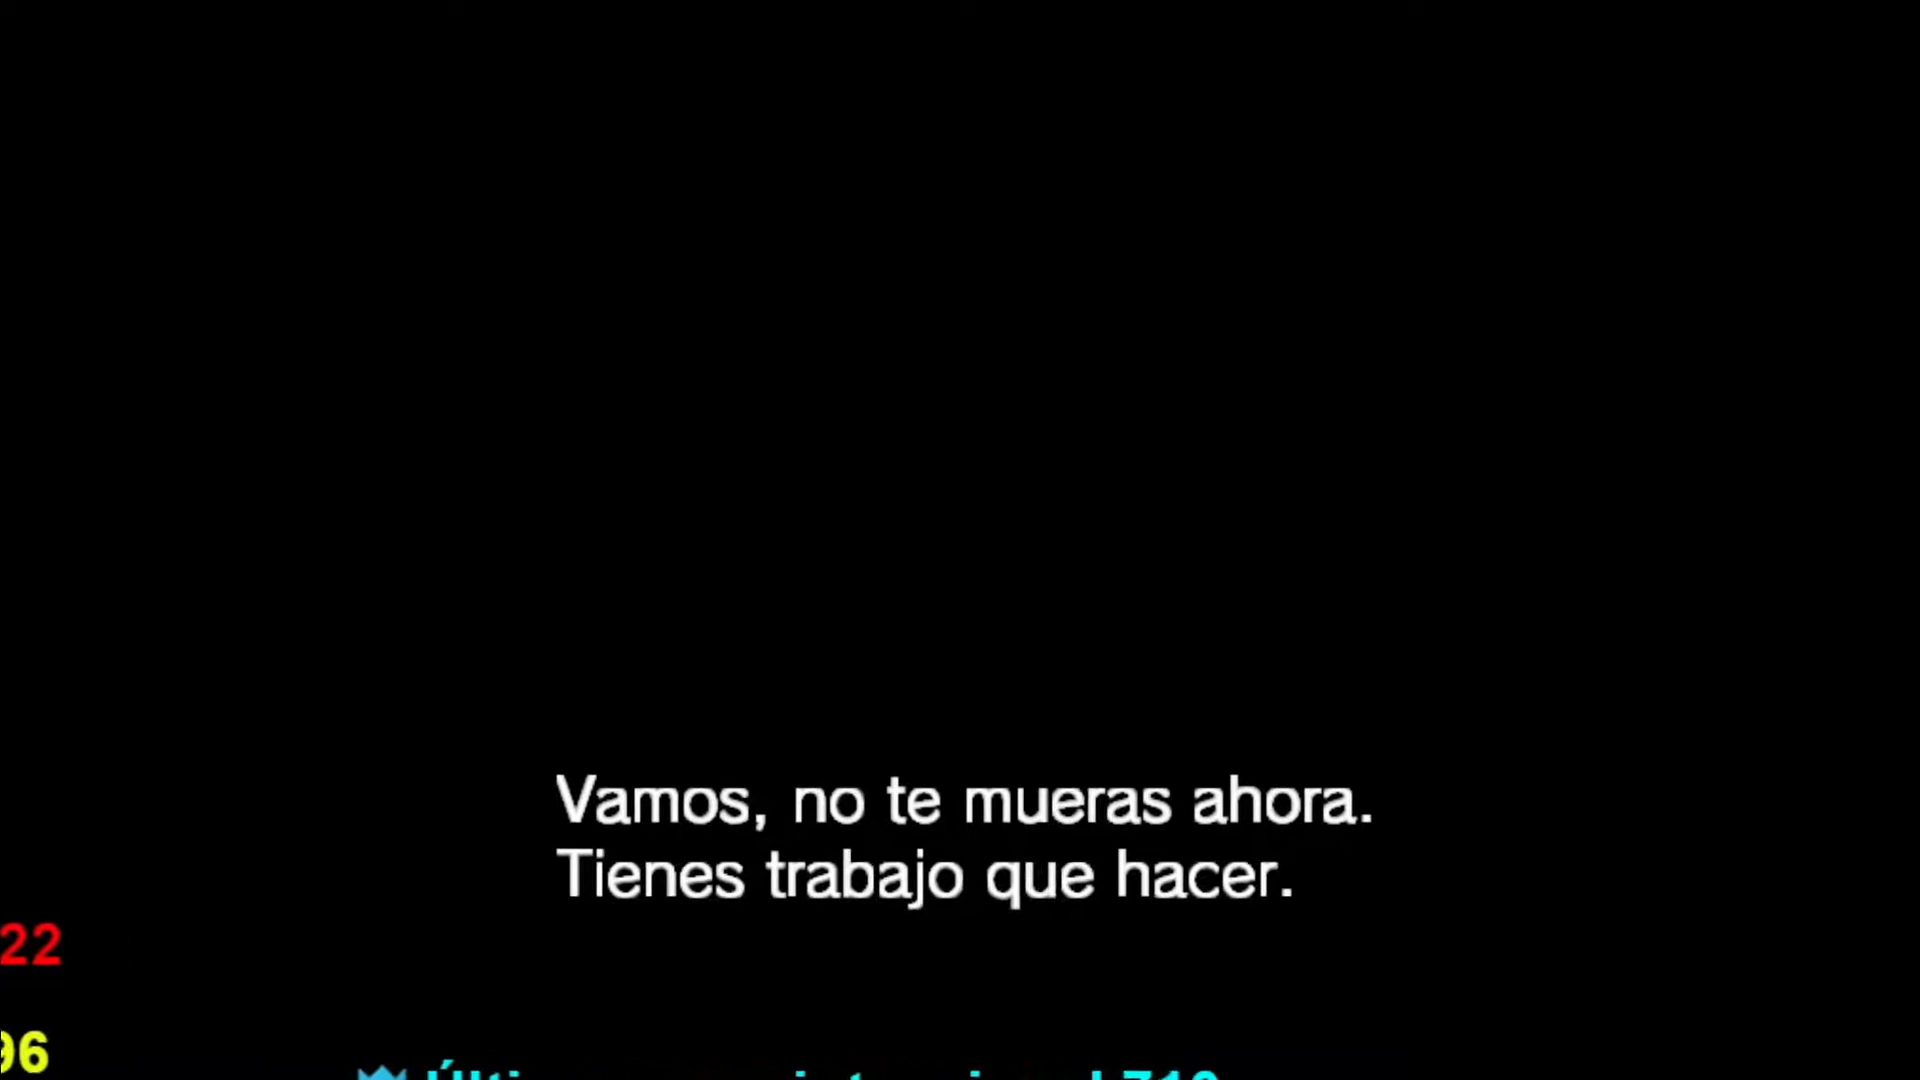 Vamos, no te mueras ahora.
Tienes trabajo que hacer.
22
96